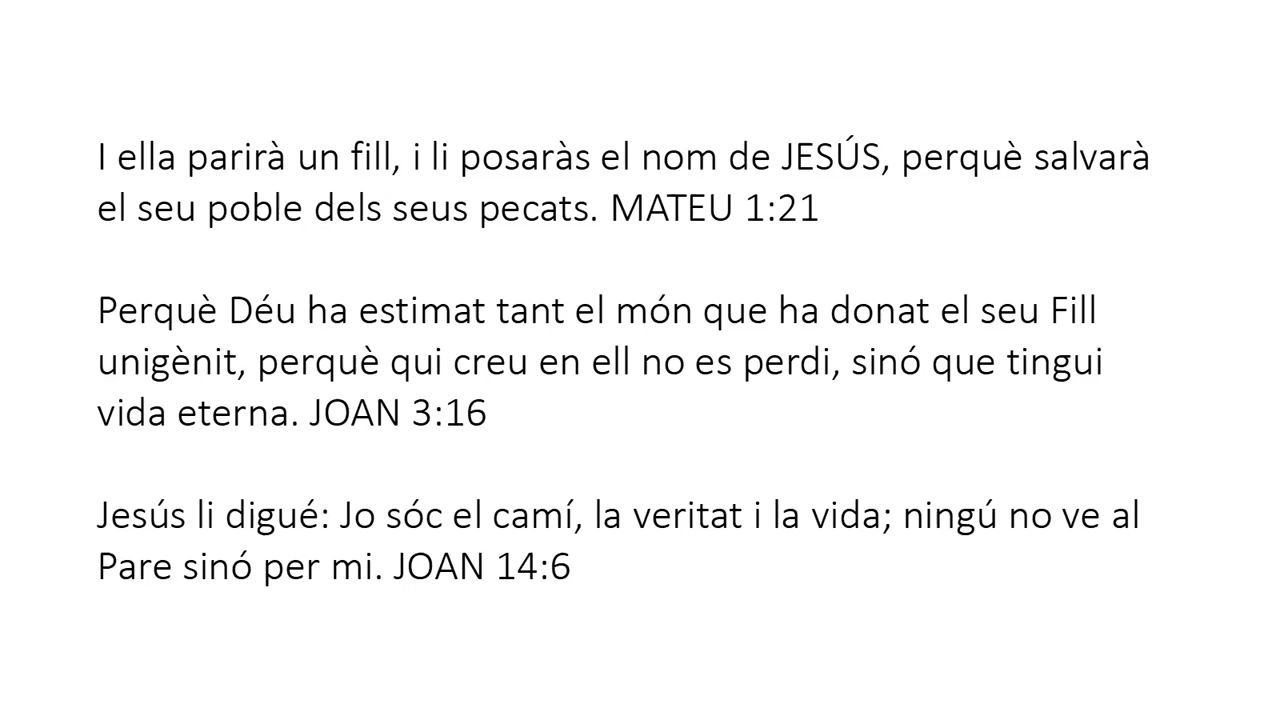 I ella parirà un fill, i li posaràs el nom de JESÚS, perquè salvarà
el seu poble dels seus pecats. MATEU 1:21
Perquè Déu ha estimat tant el món que ha donat el seu Fill
unigènit, perquè qui creu en ell no es perdi, sinó que tingui
vida eterna. JOAN 3:16
Jesús li digué: Jo sóc el camí, la veritat i la vida; ningú no ve al
Pare sinó per mi. JOAN 14:6